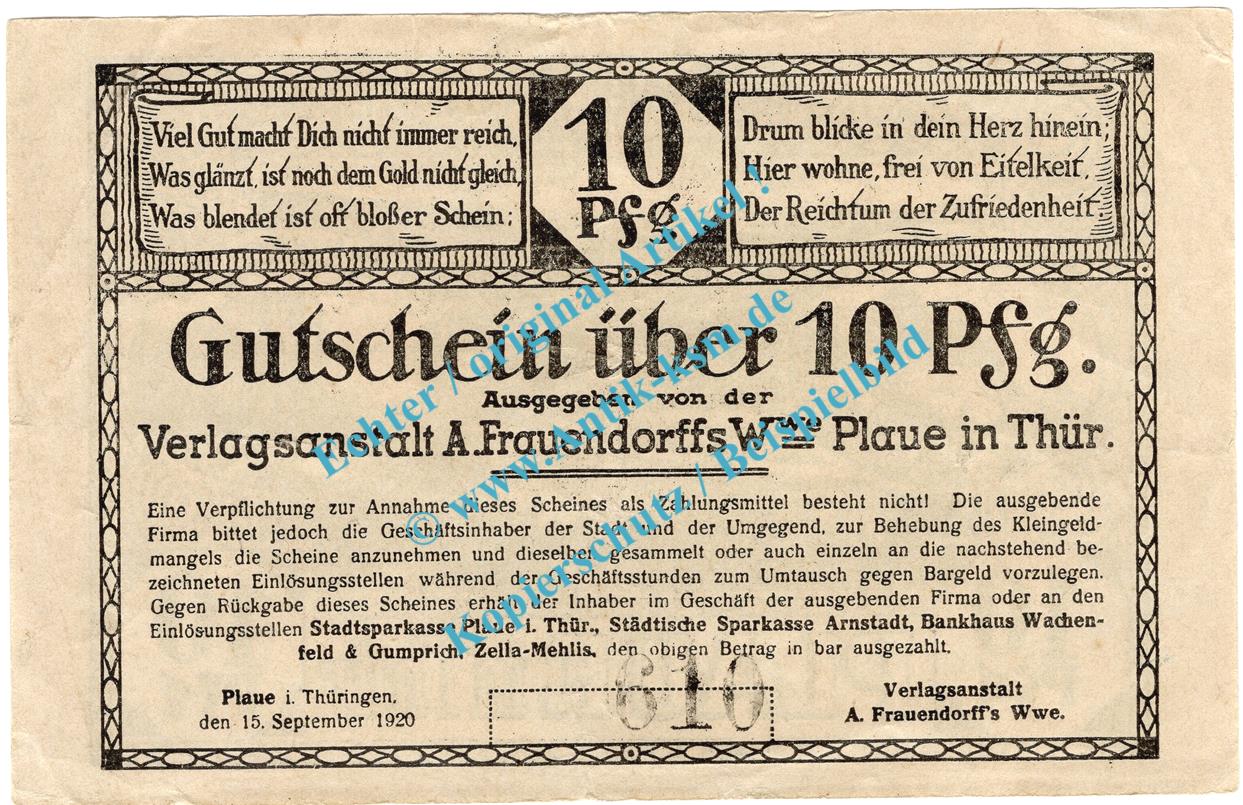 Viel Gut macht Dich nicht immer reich,
Was glänzt, ist noch dem Gold nicht gleich,
Was blendet ist oft bloßer Schein;
10
Pfg.
Drum blicke in dein Herz hinein;
Hier wohne, frei von Eitelkeit,
Der Reichtum der Zufriedenheit.
Gutschein über 10 Pfg.
Ausgegeben von der
Verlagsanstalt A. Frauendorffs Wwe Plaue in Thür.
Eine Verpflichtung zur Annahme dieses Scheines als Zahlungsmittel besteht nicht! Die ausgebende
Firma bittet jedoch die Geschäftsinhaber der Stadt und der Umgegend, zur Behebung des Kleingeld-
mangels die Scheine anzunehmen und dieselben gesammelt oder auch einzeln an die nachstehend be-
zeichneten Einlösungsstellen während der Geschäftsstunden zum Umtausch gegen Bargeld vorzulegen.
Gegen Rückgabe dieses Scheines erhält der Inhaber im Geschäft der ausgebenden Firma oder an den
Einlösungsstellen Stadtsparkasse Plaue i. Thür., Städtische Sparkasse Arnstadt, Bankhaus Wachen-
feld & Gumprich, Zella-Mehlis, den obigen Betrag in bar ausgezahlt.
Plaue i. Thüringen,
den 15. September 1920
610
Verlagsanstalt
A. Frauendorff's Wwe.
Echter / original Artikel !
© www.Antik-ksm.de
Kopierschutz / Beispielbild